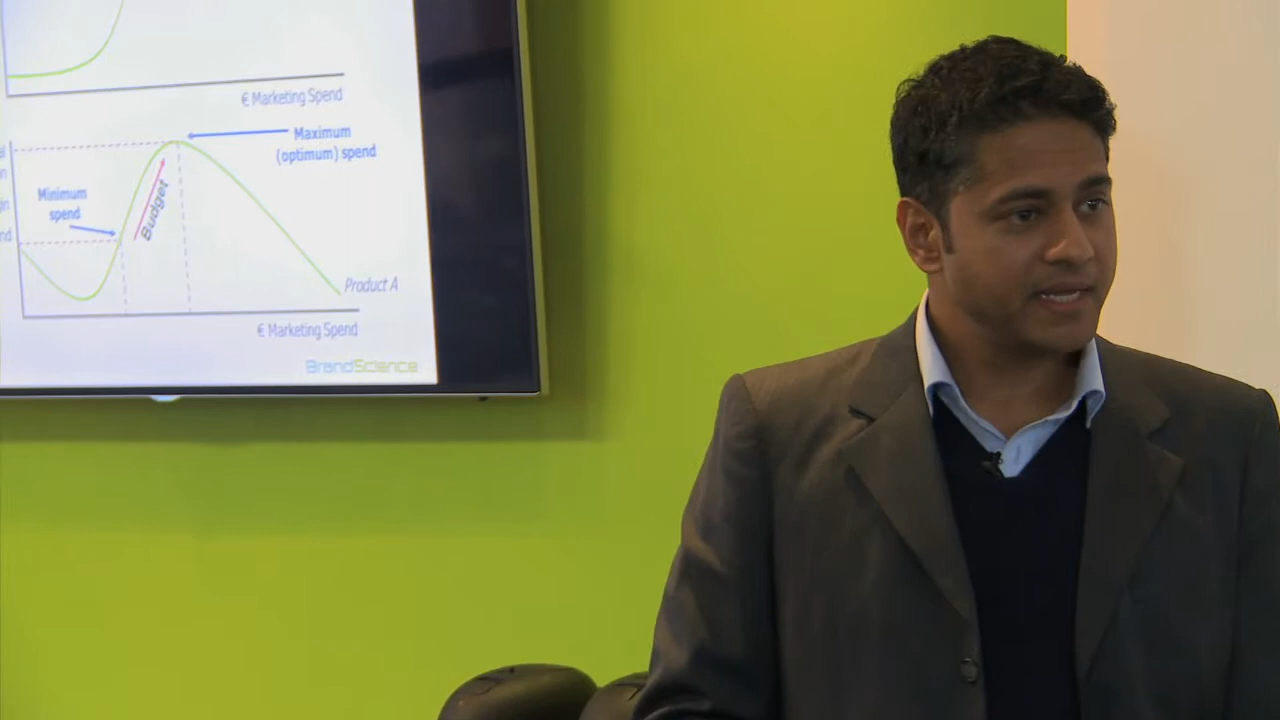 € Marketing Spend
Maximum
(optimum) spend
Minimum
spend
Budget
Product A
€ Marketing Spend
BrandScience